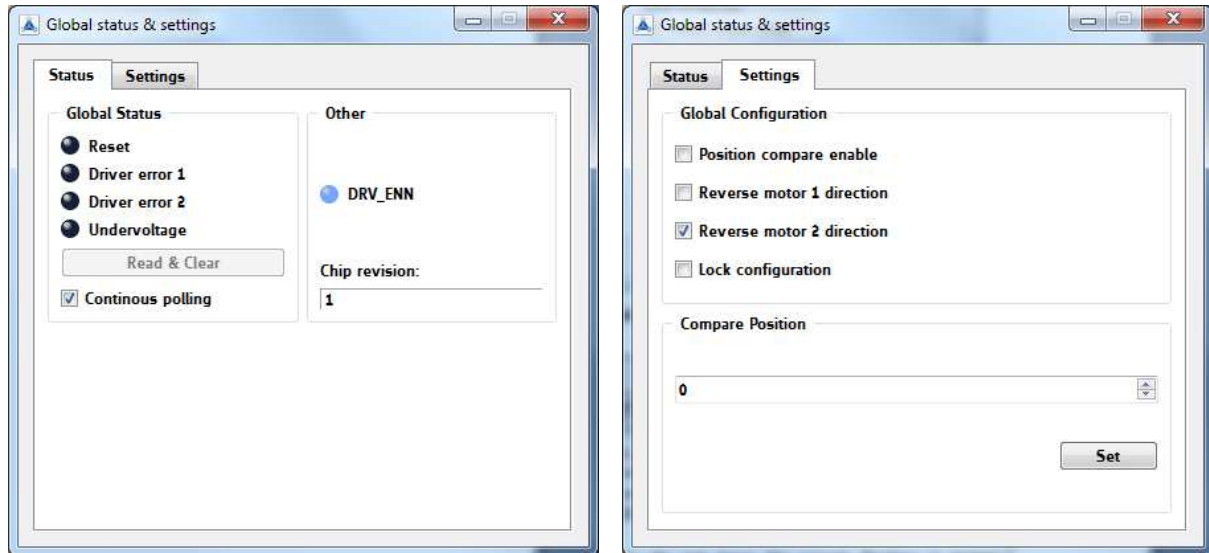 Global status & settings
Status Settings
Global Status
Reset
Driver error 1
Driver error 2
Undervoltage
Read & Clear
Continous polling
Other
DRV_ENN
Chip revision:
1
Global status & settings
Status Settings
Global Configuration
Position compare enable
Reverse motor 1 direction
Reverse motor 2 direction
Lock configuration
Compare Position
0
Set